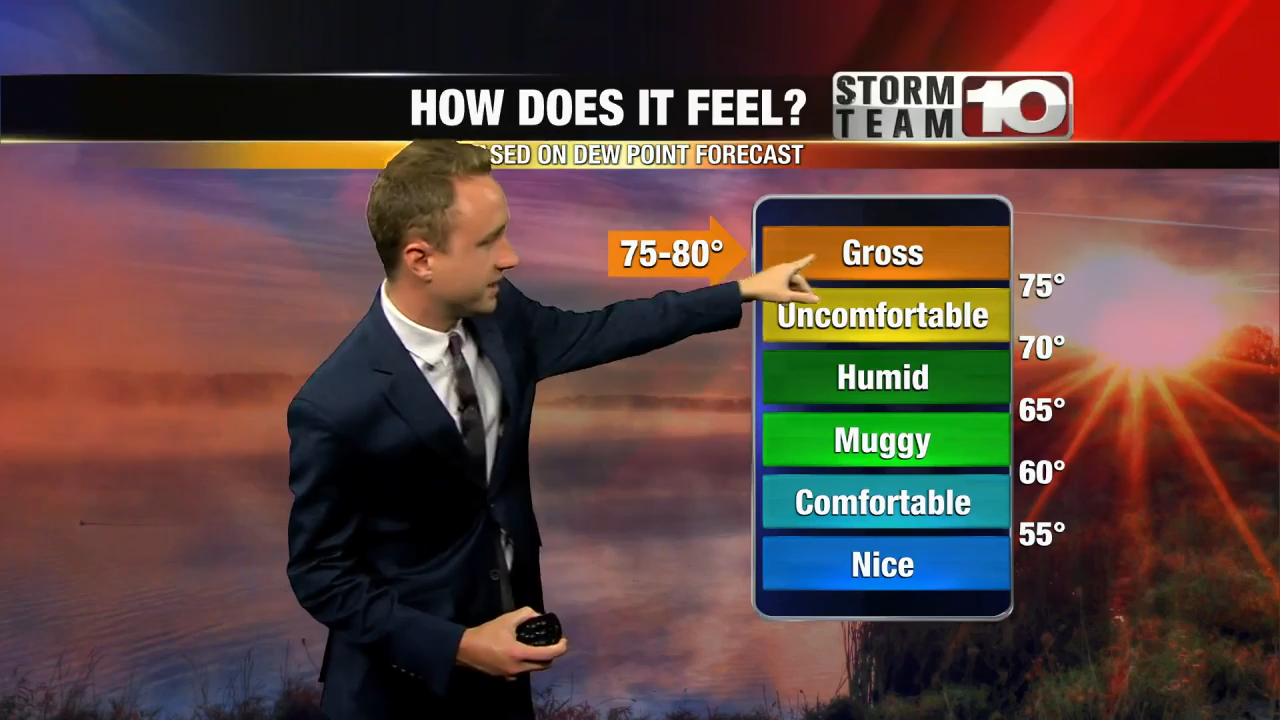 HOW DOES IT FEEL?
STORM
TEAM
10
SED ON DEW POINT FORECAST
75-80°
Gross
75°
Uncomfortable
70°
Humid
65°
Muggy
60°
Comfortable
55°
Nice